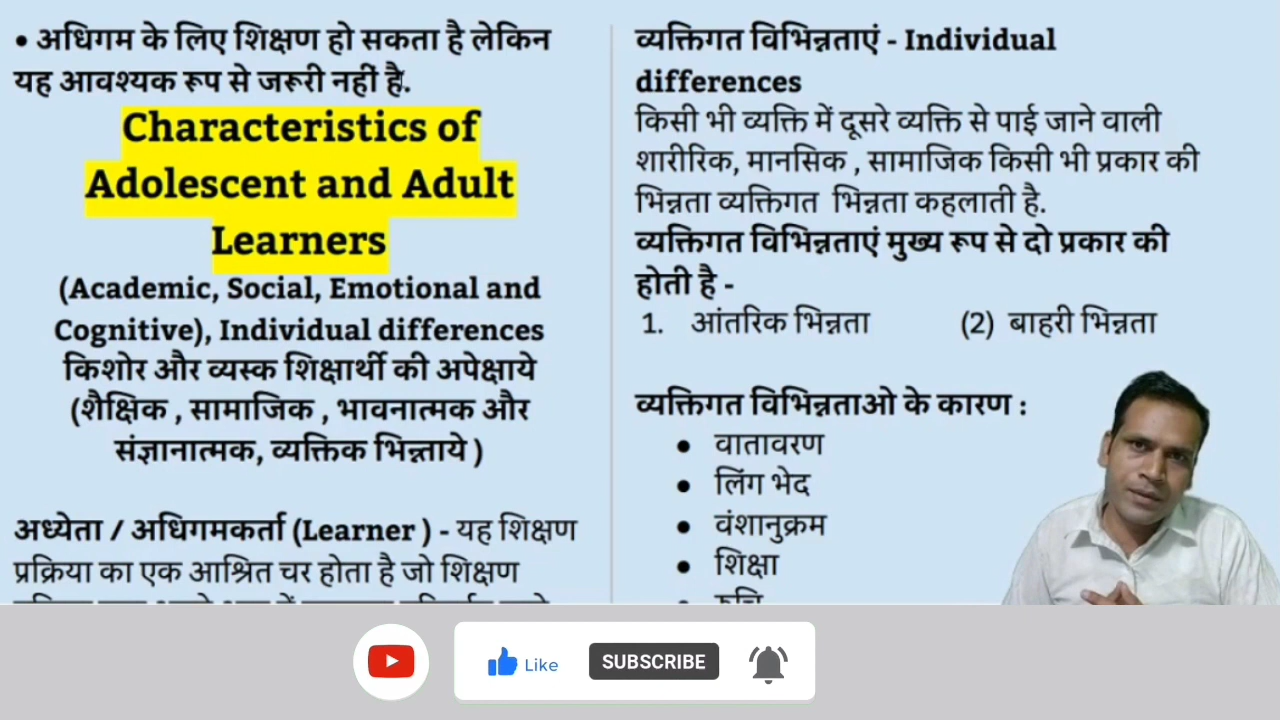 • अधिगम के लिए शिक्षण हो सकता है लेकिन
यह आवश्यक रूप से जरूरी नहीं है.
Characteristics of
Adolescent and Adult
Learners
(Academic, Social, Emotional and
Cognitive), Individual differences
किशोर और व्यस्क शिक्षार्थी की अपेक्षाये
(शैक्षिक , सामाजिक , भावनात्मक और
संज्ञानात्मक, व्यक्तिक भिन्नताये )
अध्येता / अधिगमकर्ता (Learner ) - यह शिक्षण
प्रक्रिया का एक आश्रित चर होता है जो शिक्षण
व्यक्तिगत विभिन्नताएं - Individual
differences
किसी भी व्यक्ति में दूसरे व्यक्ति से पाई जाने वाली
शारीरिक, मानसिक , सामाजिक किसी भी प्रकार की
भिन्नता व्यक्तिगत भिन्नता कहलाती है.
व्यक्तिगत विभिन्नताएं मुख्य रूप से दो प्रकार की
होती है -
1. आंतरिक भिन्नता (2) बाहरी भिन्नता
व्यक्तिगत विभिन्नताओ के कारण :
• वातावरण
• लिंग भेद
• वंशानुक्रम
• शिक्षा
• रूचि
Like
SUBSCRIBE